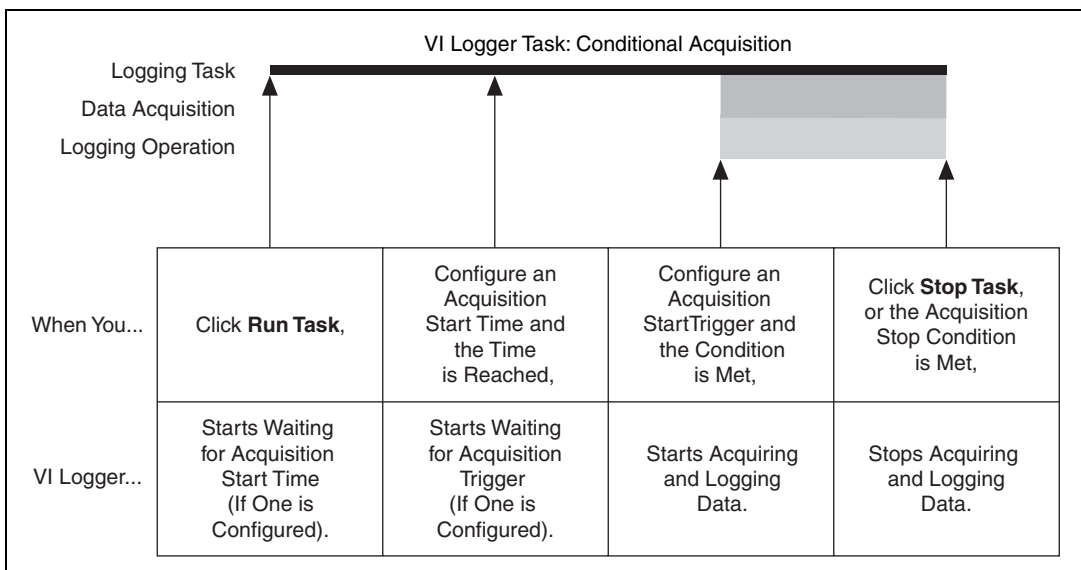 VI Logger Task: Conditional Acquisition
Logging Task
Data Acquisition
Logging Operation
When You...
Click Run Task,
Configure an
Acquisition
Start Time and
the Time
is Reached,
Configure an
Acquisition
StartTrigger and
the Condition
is Met,
Click Stop Task,
or the Acquisition
Stop Condition
is Met,
VI Logger...
Starts Waiting
for Acquisition
Start Time
(If One is
Configured).
Starts Waiting
for Acquisition
Trigger
(If One is
Configured).
Starts Acquiring
and Logging
Data.
Stops Acquiring
and Logging
Data.